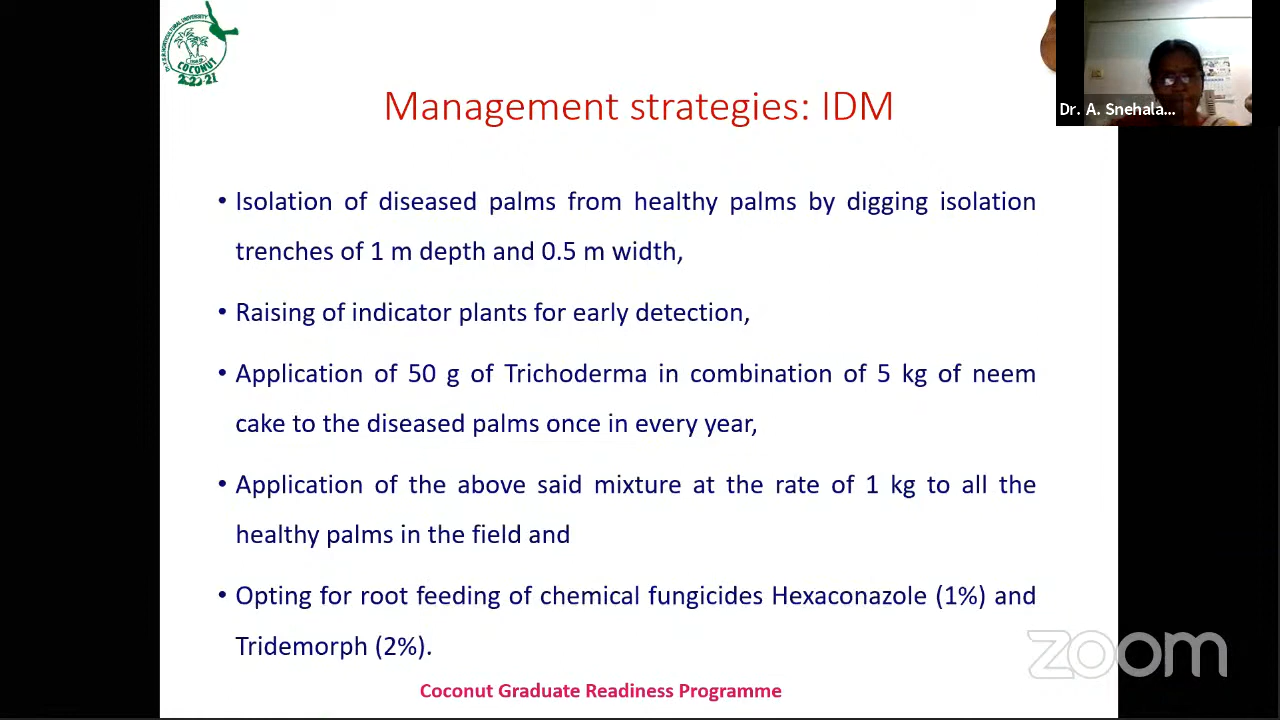 COCONUT
2020-21
Dr. A. Snehala...
Management strategies: IDM
• Isolation of diseased palms from healthy palms by digging isolation
trenches of 1 m depth and 0.5 m width,
• Raising of indicator plants for early detection,
• Application of 50 g of Trichoderma in combination of 5 kg of neem
cake to the diseased palms once in every year,
• Application of the above said mixture at the rate of 1 kg to all the
healthy palms in the field and
• Opting for root feeding of chemical fungicides Hexaconazole (1%) and
Tridemorph (2%).
zoom
Coconut Graduate Readiness Programme